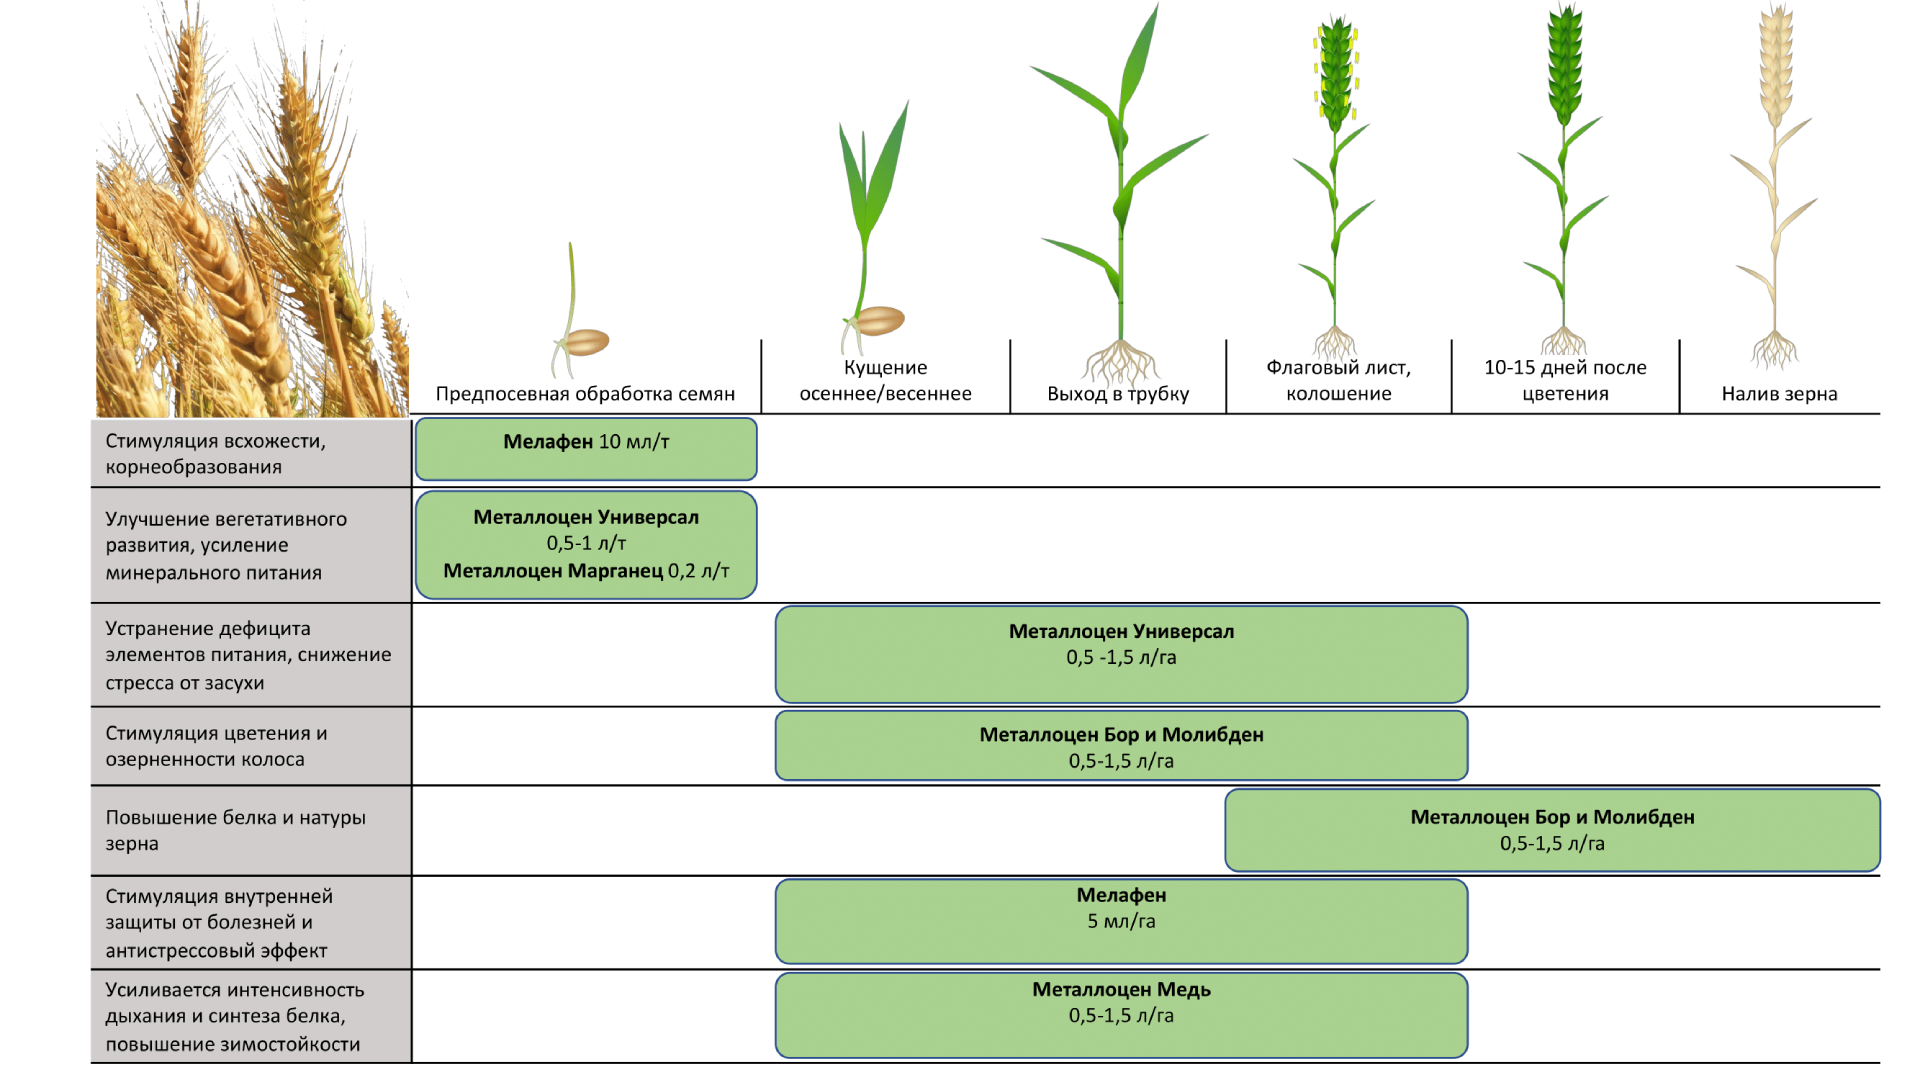 Предпосевная обработка семян
Кущение
осеннее/весеннее
Выход в трубку
Флаговый лист,
колошение
10-15 дней после
цветения
Налив зерна
Стимуляция всхожести,
корнеобразования
Мелафен 10 мл/т
Улучшение вегетативного
развития, усиление
минерального питания
Металлоцен Универсал
0,5-1 л/т
Металлоцен Марганец 0,2 л/т
Устранение дефицита
элементов питания, снижение
стресса от засухи
Металлоцен Универсал
0,5 -1,5 л/га
Стимуляция цветения и
озерненности колоса
Металлоцен Бор и Молибден
0,5-1,5 л/га
Повышение белка и натуры
зерна
Металлоцен Бор и Молибден
0,5-1,5 л/га
Стимуляция внутренней
защиты от болезней и
антистрессовый эффект
Мелафен
5 мл/га
Усиливается интенсивность
дыхания и синтеза белка,
повышение зимостойкости
Металлоцен Медь
0,5-1,5 л/га